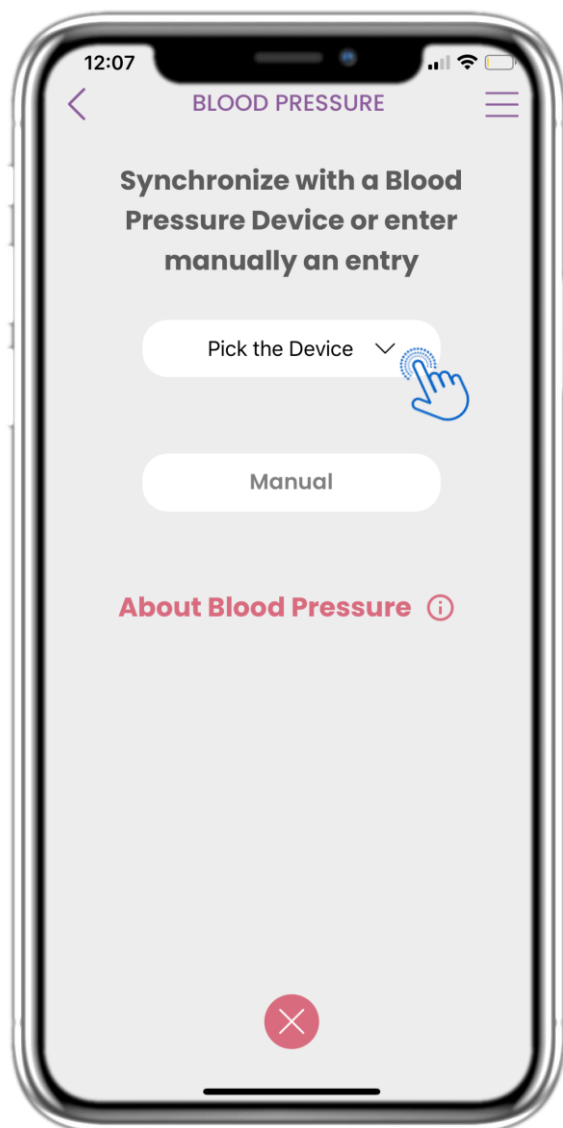 12:07
BLOOD PRESSURE
Synchronize with a Blood
Pressure Device or enter
manually an entry
Pick the Device
Manual
About Blood Pressure